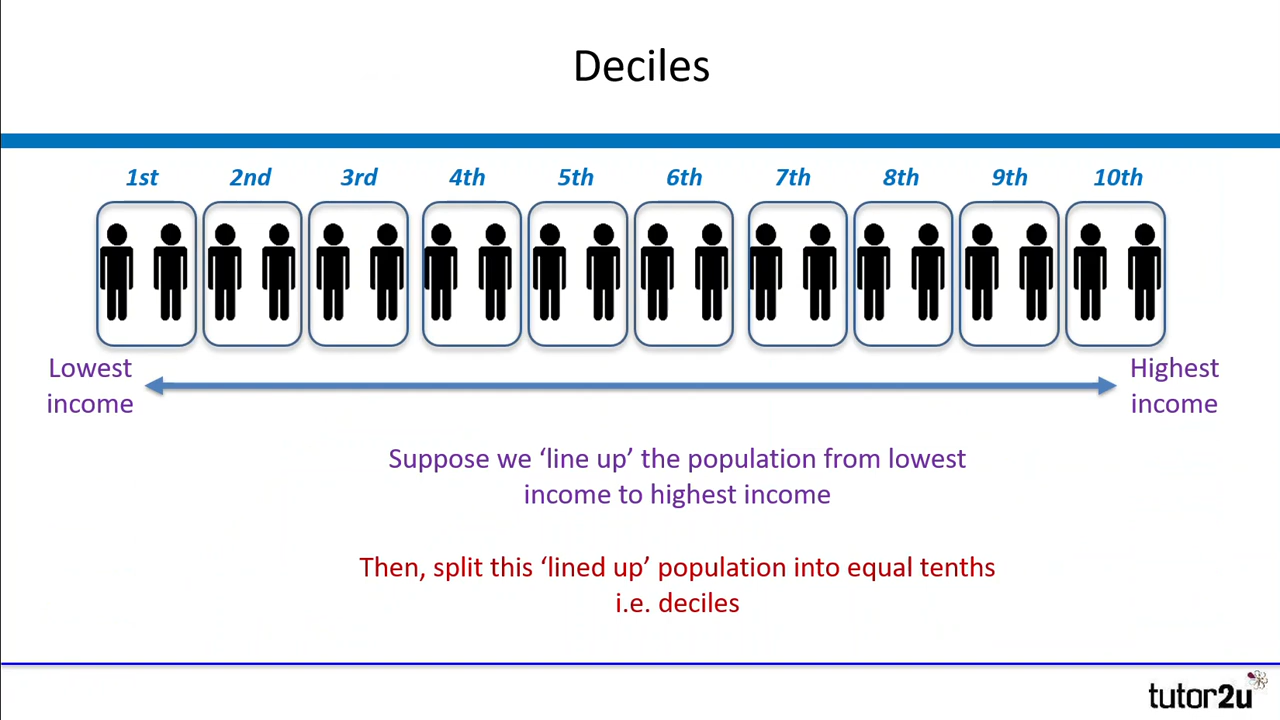 Deciles
1st 2nd 3rd 4th 5th 6th 7th 8th 9th 10th
Lowest
income
Highest
income
Suppose we ‘line up’ the population from lowest
income to highest income
Then, split this ‘lined up’ population into equal tenths
i.e. deciles
tutor2u